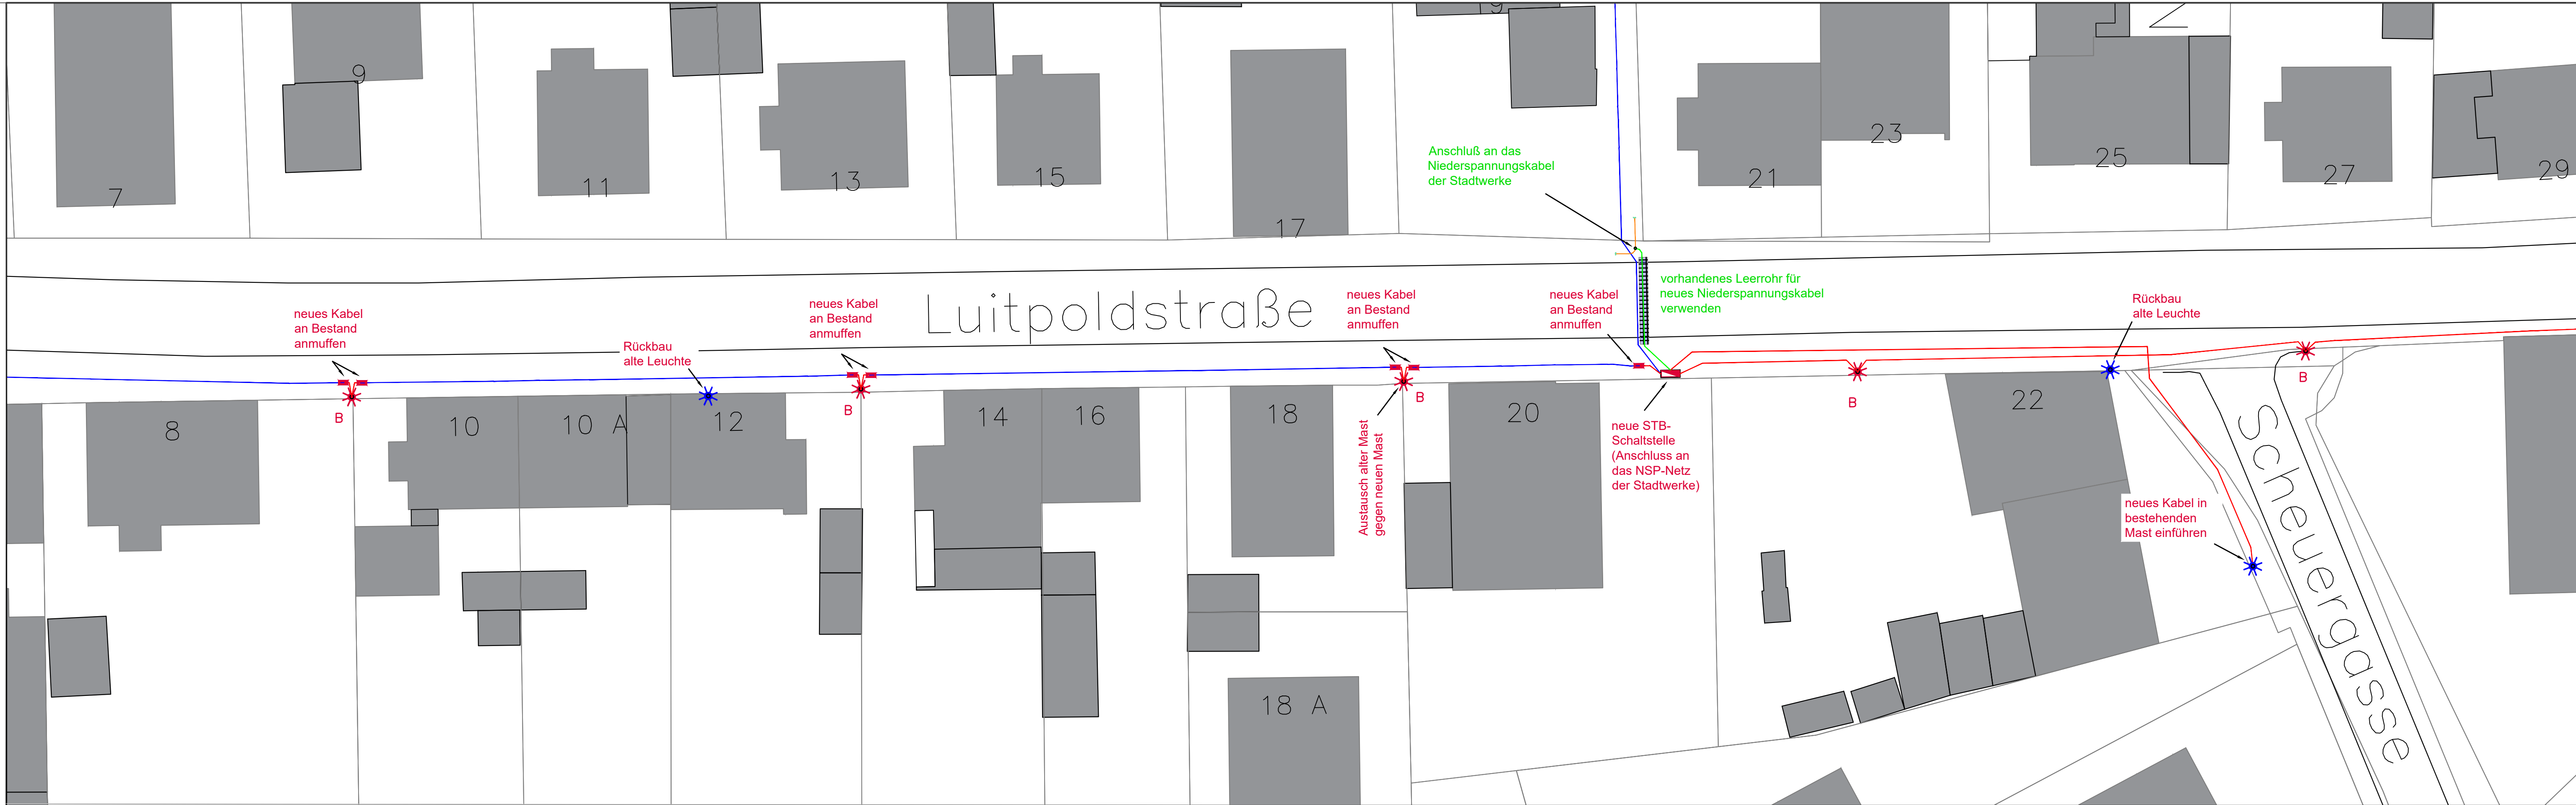 9
7
9
11
13
15
17
21
23
25
27
29
Anschluß an das
Niederspannungskabel
der Stadtwerke
vorhandenes Leerrohr für
neues Niederspannungskabel
verwenden
Luitpoldstraße
neues Kabel
an Bestand
anmuffen
Rückbau
alte Leuchte
neues Kabel
an Bestand
anmuffen
neues Kabel
an Bestand
anmuffen
neues Kabel
an Bestand
anmuffen
Rückbau
alte Leuchte
B
B
B
B
B
8
10
10 A
12
14
16
18
20
22
Austausch alter Mast
gegen neuen Mast
neue STB-
Schaltstelle
(Anschluss an
das NSP-Netz
der Stadtwerke)
neues Kabel in
bestehenden
Mast einführen
Scheuergasse
18 A